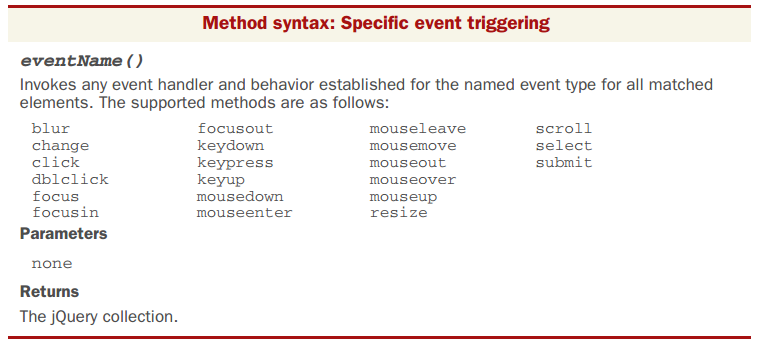 Method syntax: Specific event triggering
eventName()
Invokes any event handler and behavior established for the named event type for all matched
elements. The supported methods are as follows:
blur focusout mouseleave scroll
change keydown mousemove select
click keypress mouseout submit
dblclick keyup mouseover
focus mousedown mouseup
focusin mouseenter resize
Parameters
none
Returns
The jQuery collection.